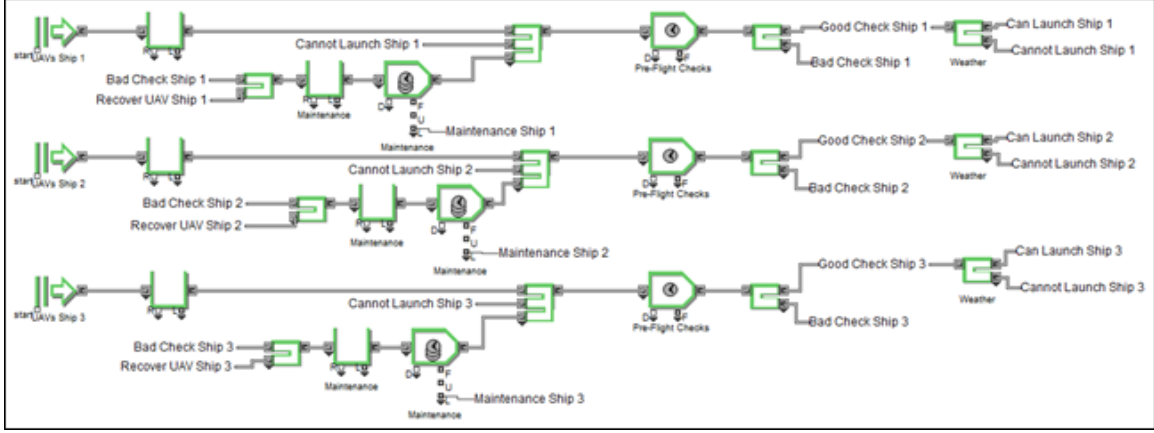 Good Check Ship 1
Can Launch Ship 1
Cannot Launch Ship 1
start
UAVs Ship 1
R L
Cannot Launch Ship 1
D F
Pre-Flight Checks
Bad Check Ship 1
Weather
Bad Check Ship 1
Recover UAV Ship 1
R L
Maintenance
D F
U
L
Maintenance Ship 1
Maintenance
Good Check Ship 2
Can Launch Ship 2
Cannot Launch Ship 2
start
UAVs Ship 2
R L
Cannot Launch Ship 2
D F
Pre-Flight Checks
Bad Check Ship 2
Weather
Bad Check Ship 2
Recover UAV Ship 2
R L
Maintenance
D F
U
L
Maintenance Ship 2
Maintenance
Good Check Ship 3
Can Launch Ship 3
Cannot Launch Ship 3
start
UAVs Ship 3
R L
Cannot Launch Ship 3
D F
Pre-Flight Checks
Bad Check Ship 3
Weather
Bad Check Ship 3
Recover UAV Ship 3
R L
Maintenance
D F
U
L
Maintenance Ship 3
Maintenance